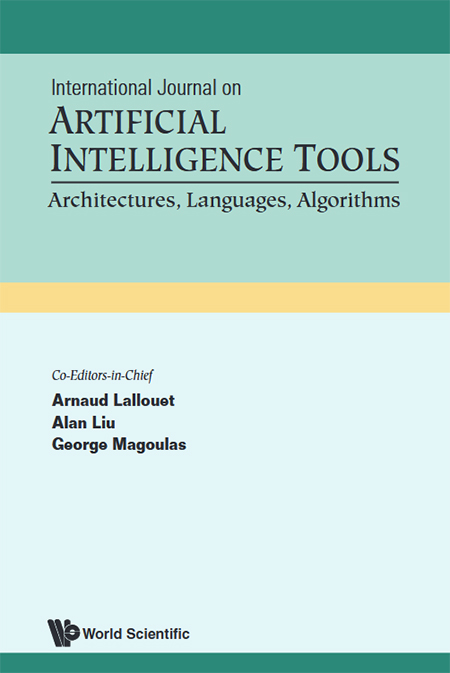 International Journal on
ARTIFICIAL
INTELLIGENCE TOOLS
Architectures, Languages, Algorithms
Co-Editors-in-Chief
Arnaud Lallouet
Alan Liu
George Magoulas
World Scientific